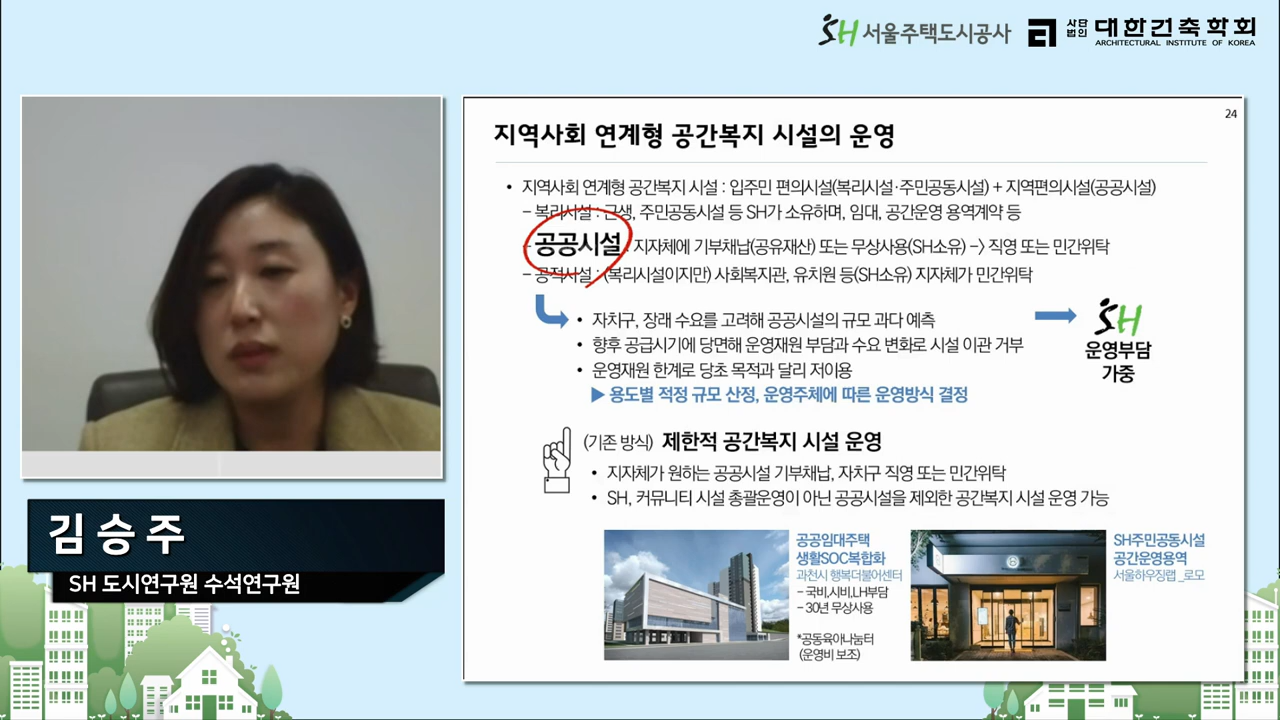 SH 서울주택도시공사
사단법인 대한건축학회
ARCHITECTURAL INSTITUTE OF KOREA
24
지역사회 연계형 공간복지 시설의 운영
• 지역사회 연계형 공간복지 시설 : 입주민 편의시설(복리시설·주민공동시설) + 지역편의시설(공공시설)
– 복리시설 : 근생, 주민공동시설 등 SH가 소유하며, 임대, 공간운영 용역계약 등
– 공공시설 : 지자체에 기부채납(공유재산) 또는 무상사용(SH소유) -> 직영 또는 민간위탁
– 공적시설 : (복리시설이지만) 사회복지관, 유치원 등(SH소유) 지자체가 민간위탁
• 자치구, 장래 수요를 고려해 공공시설의 규모 과다 예측
• 향후 공급시기에 당면해 운영재원 부담과 수요 변화로 시설 이관 거부
• 운영재원 한계로 당초 목적과 달리 저이용
▶ 용도별 적정 규모 산정, 운영주체에 따른 운영방식 결정
SH
운영부담
가중
(기존 방식) 제한적 공간복지 시설 운영
• 지자체가 원하는 공공시설 기부채납, 자치구 직영 또는 민간위탁
• SH, 커뮤니티 시설 총괄운영이 아닌 공공시설을 제외한 공간복지 시설 운영 가능
공공임대주택
생활SOC복합화
과천시 행복더불어센터
– 국비,시비,LH부담
– 30년 무상사용
*공동육아나눔터
(운영비 보조)
SH주민공동시설
공간운영용역
서울하우징랩 _로모
김승주
SH 도시연구원 수석연구원